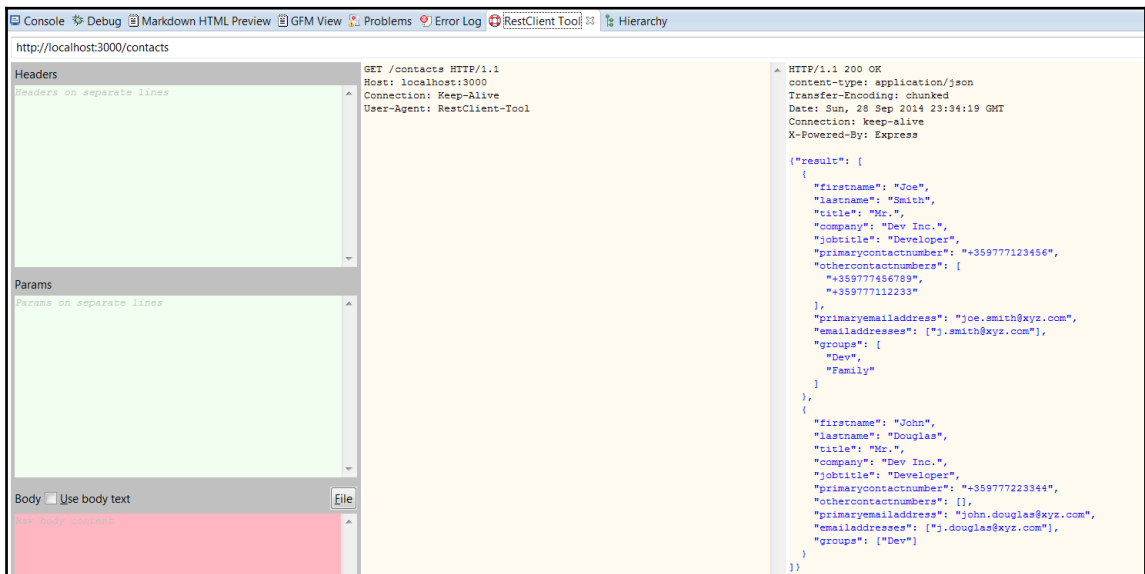 Console Debug Markdown HTML Preview GFM View Problems Error Log RestClient Tool Hierarchy
http://localhost:3000/contacts
Headers
Headers on separate lines
Params
Params on separate lines
Body Use body text File
Raw body content
GET /contacts HTTP/1.1
Host: localhost:3000
Connection: Keep-Alive
User-Agent: RestClient-Tool
HTTP/1.1 200 OK
content-type: application/json
Transfer-Encoding: chunked
Date: Sun, 28 Sep 2014 23:34:19 GMT
Connection: keep-alive
X-Powered-By: Express
{"result": [
{
"firstname": "Joe",
"lastname": "Smith",
"title": "Mr.",
"company": "Dev Inc.",
"jobtitle": "Developer",
"primarycontactnumber": "+359777123456",
"othercontactnumbers": [
"+359777456789",
"+359777112233"
],
"primaryemailaddress": "joe.smith@xyz.com",
"emailaddresses": ["j.smith@xyz.com"],
"groups": [
"Dev",
"Family"
]
},
{
"firstname": "John",
"lastname": "Douglas",
"title": "Mr.",
"company": "Dev Inc.",
"jobtitle": "Developer",
"primarycontactnumber": "+359777223344",
"othercontactnumbers": [],
"primaryemailaddress": "john.douglas@xyz.com",
"emailaddresses": ["j.douglas@xyz.com"],
"groups": ["Dev"]
}
]}